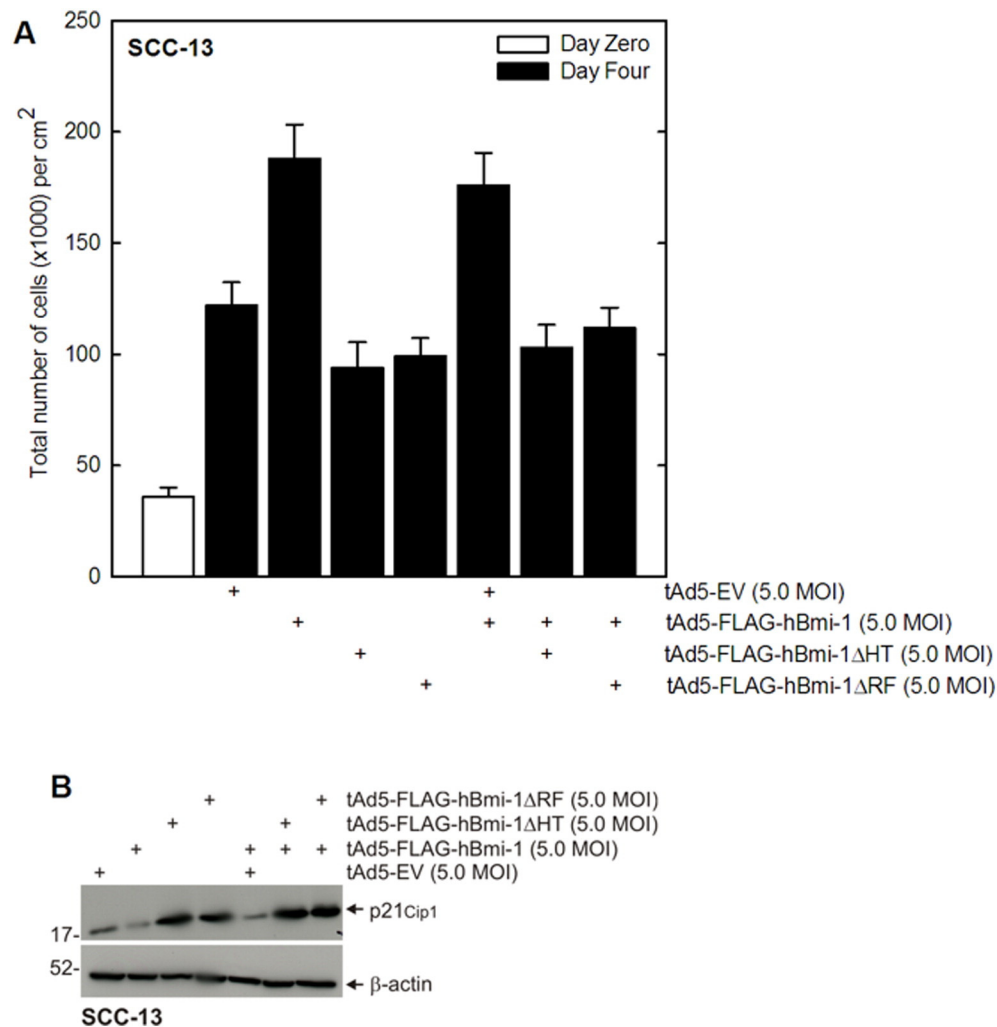 A
SCC-13
Day Zero
Day Four
Total number of cells (x1000) per cm2
250
200
150
100
50
0
+ + tAd5-EV (5.0 MOI)
+ + + + tAd5-FLAG-hBmi-1 (5.0 MOI)
+ + tAd5-FLAG-hBmi-1ΔHT (5.0 MOI)
+ + tAd5-FLAG-hBmi-1ΔRF (5.0 MOI)
B
+ + tAd5-FLAG-hBmi-1ΔRF (5.0 MOI)
+ + tAd5-FLAG-hBmi-1ΔHT (5.0 MOI)
+ + + + tAd5-FLAG-hBmi-1 (5.0 MOI)
+ + tAd5-EV (5.0 MOI)
p21Cip1
17-
52-
β-actin
SCC-13